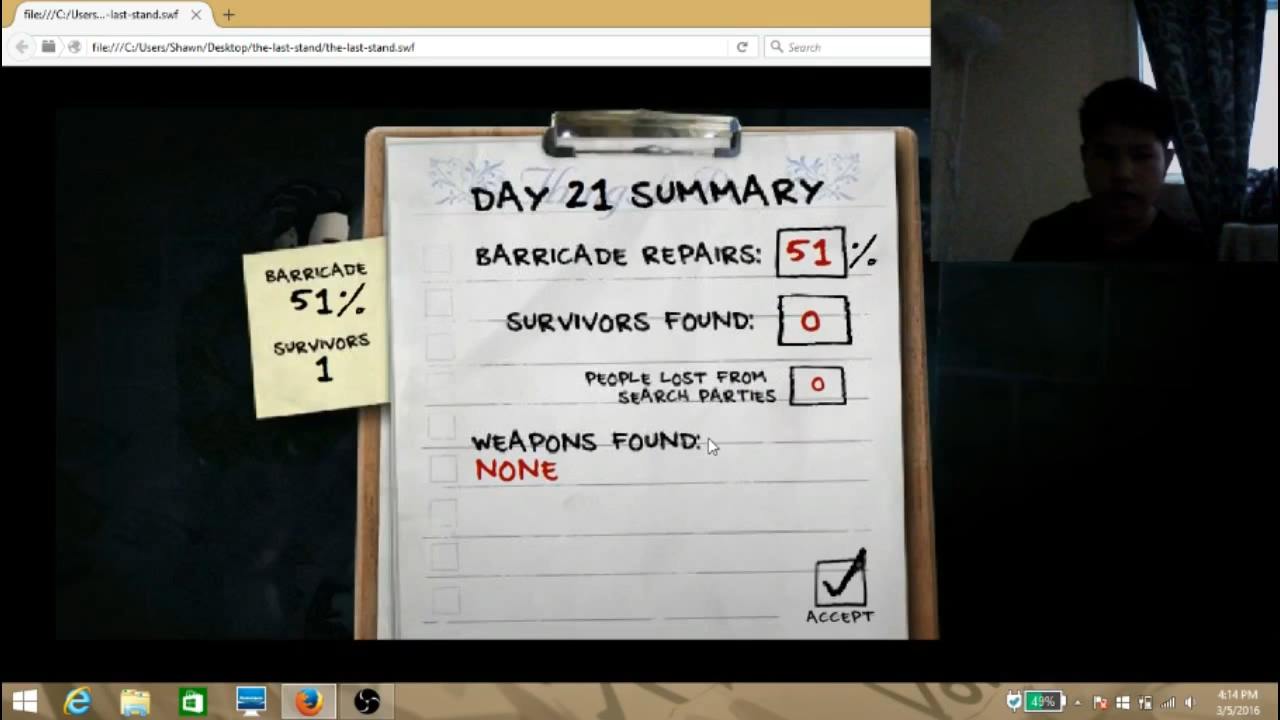 file:///C:/Users...-last-stand.swf
file:///C:/Users/Shawn/Desktop/the-last-stand/the-last-stand.swf
Search
DAY 21 SUMMARY
BARRICADE REPAIRS: 51 %
SURVIVORS FOUND: 0
PEOPLE LOST FROM
SEARCH PARTIES 0
WEAPONS FOUND:
NONE
ACCEPT
BARRICADE
51%
SURVIVORS
1
49%
4:14 PM
3/5/2016